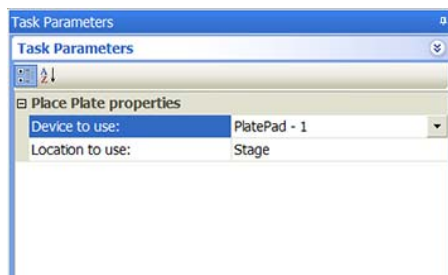 Task Parameters
Task Parameters
Place Plate properties
Device to use: PlatePad - 1
Location to use: Stage